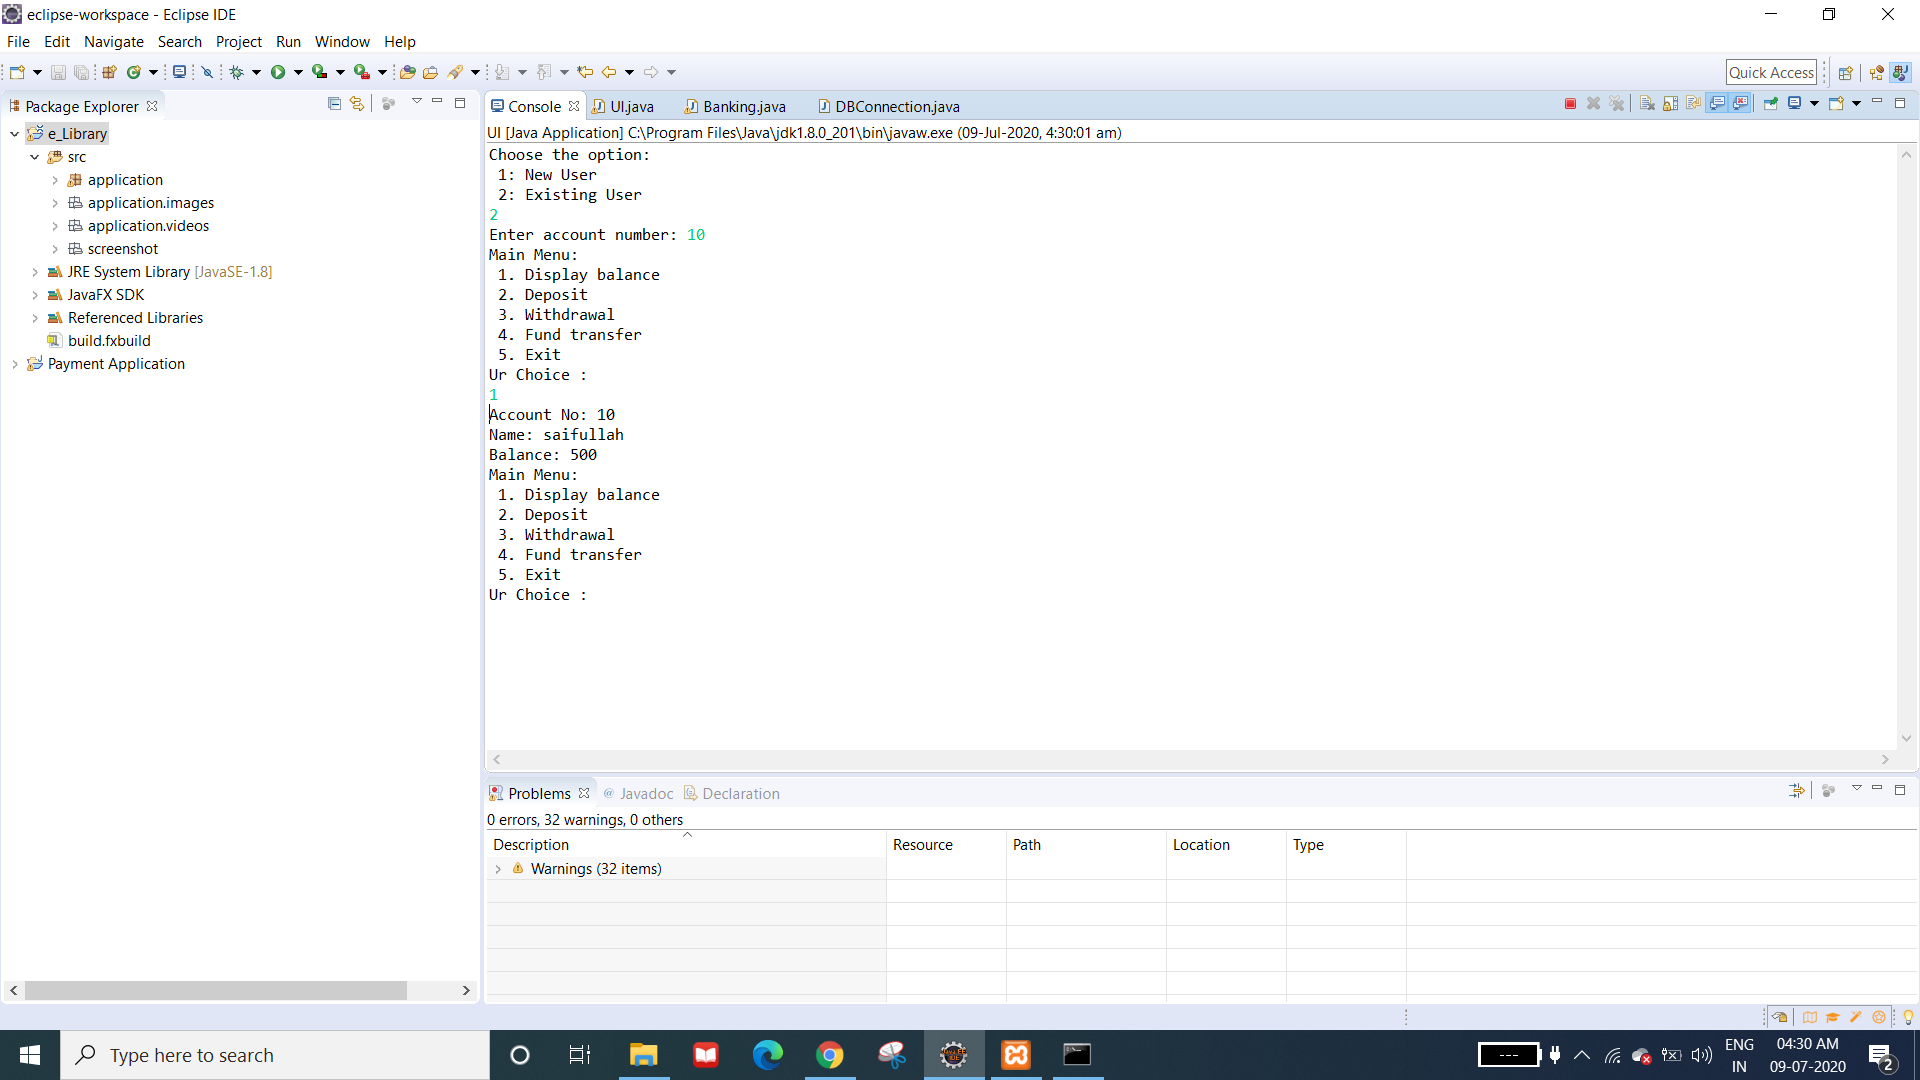 eclipse-workspace - Eclipse IDE
File Edit Navigate Search Project Run Window Help
Quick Access
Package Explorer
e_Library
src
application
application.images
application.videos
screenshot
JRE System Library [JavaSE-1.8]
JavaFX SDK
Referenced Libraries
build.fxbuild
Payment Application
Console UI.java Banking.java DBConnection.java
UI [Java Application] C:\Program Files\Java\jdk1.8.0_201\bin\javaw.exe (09-Jul-2020, 4:30:01 am)
Choose the option:
1: New User
2: Existing User
2
Enter account number: 10
Main Menu:
1. Display balance
2. Deposit
3. Withdrawal
4. Fund transfer
5. Exit
Ur Choice :
1
Account No: 10
Name: saifullah
Balance: 500
Main Menu:
1. Display balance
2. Deposit
3. Withdrawal
4. Fund transfer
5. Exit
Ur Choice :
Problems @ Javadoc Declaration
0 errors, 32 warnings, 0 others
Description Resource Path Location Type
Warnings (32 items)
Type here to search
---
ENG
IN
04:30 AM
09-07-2020
2